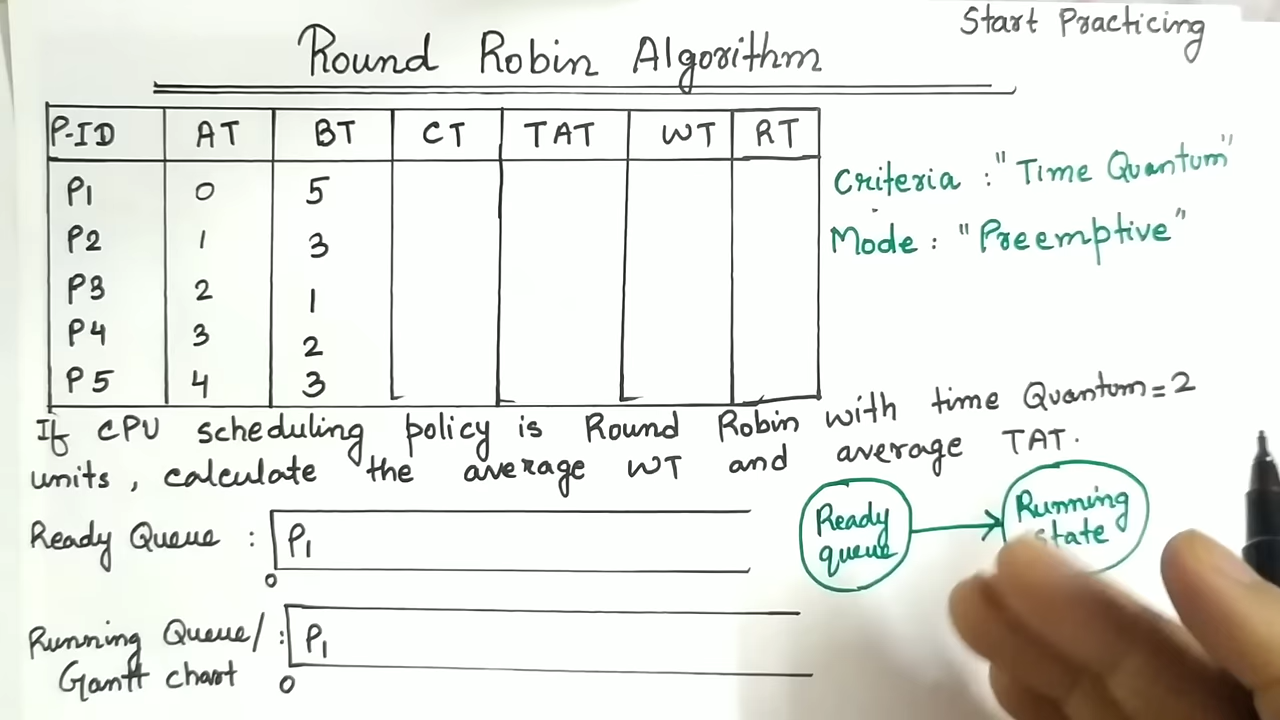 Start Practicing
Round Robin Algorithm
P-ID AT BT CT TAT WT RT
P1 0 5
P2 1 3
P3 2 1
P4 3 2
P5 4 3
Criteria : "Time Quantum"
Mode : "Preemptive"
If CPU scheduling policy is Round Robin with time Quantum=2
units, calculate the average WT and average TAT.
Ready Queue : P1
0
Ready queue
Running state
Running Queue/ : P1
Gantt chart 0